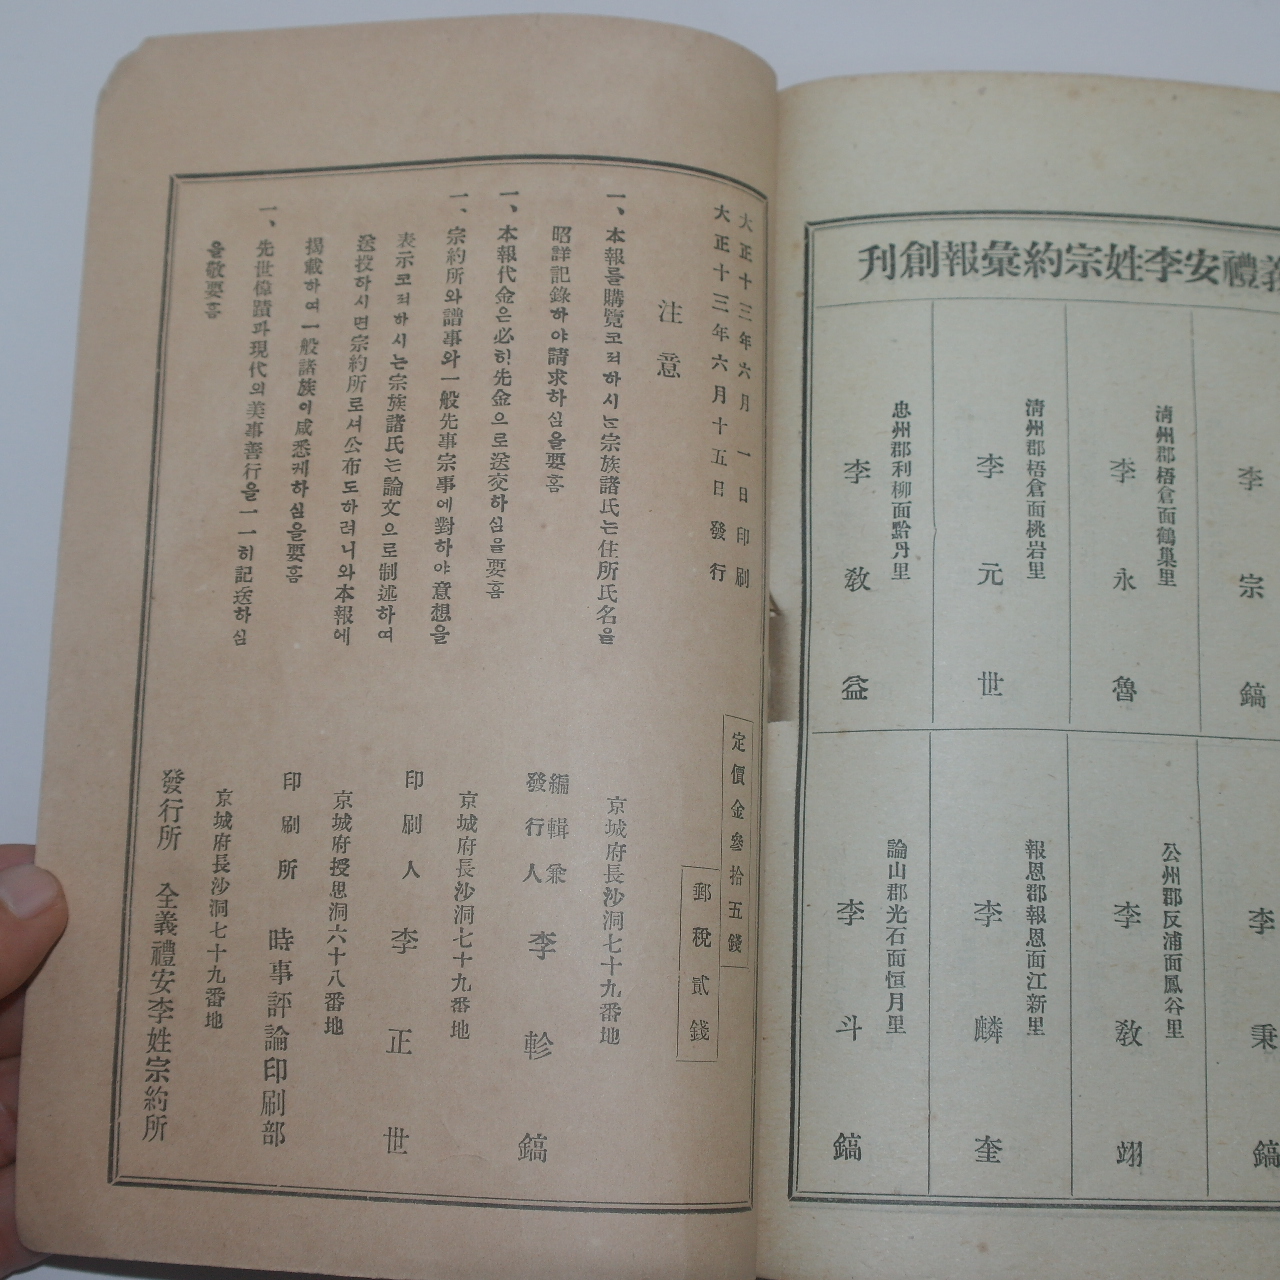 義禮安李姓宗約彙報創刊
李宗鎬
淸州郡梧倉面鶴巢里
李永魯
淸州郡梧倉面桃岩里
李元世
忠州郡利柳面黔丹里
李敎益
李秉鎬
公州郡反浦面鳳谷里
李敎翊
報恩郡報恩面江新里
李麟奎
論山郡光石面恒月里
李斗鎬
大正十三年六月一日印刷
大正十三年六月十五日發行
注意
一、本報를購覽코져하시는宗族諸氏는住所氏名을
昭詳記錄하야請求하심을要홈
一、本報代金은必히先金으로送交하심을要홈
一、宗約所와譜事와一般先事宗事에對하야意想을
表示코져하시는宗族諸氏는論文으로制述하여
送投하시면宗約所로셔公布도하려니와本報에
揭載하여一般諸族이咸悉케하심을要홈
一、先世偉蹟과現代의美事善行을一一히記送하심
을敬要홈
定價金參拾五錢
郵稅貳錢
京城府長沙洞七十九番地
編輯兼發行人 李軫鎬
京城府長沙洞七十九番地
印刷人 李正世
京城府授恩洞六十八番地
印刷所 時事評論印刷部
京城府長沙洞七十九番地
發行所 全義禮安李姓宗約所